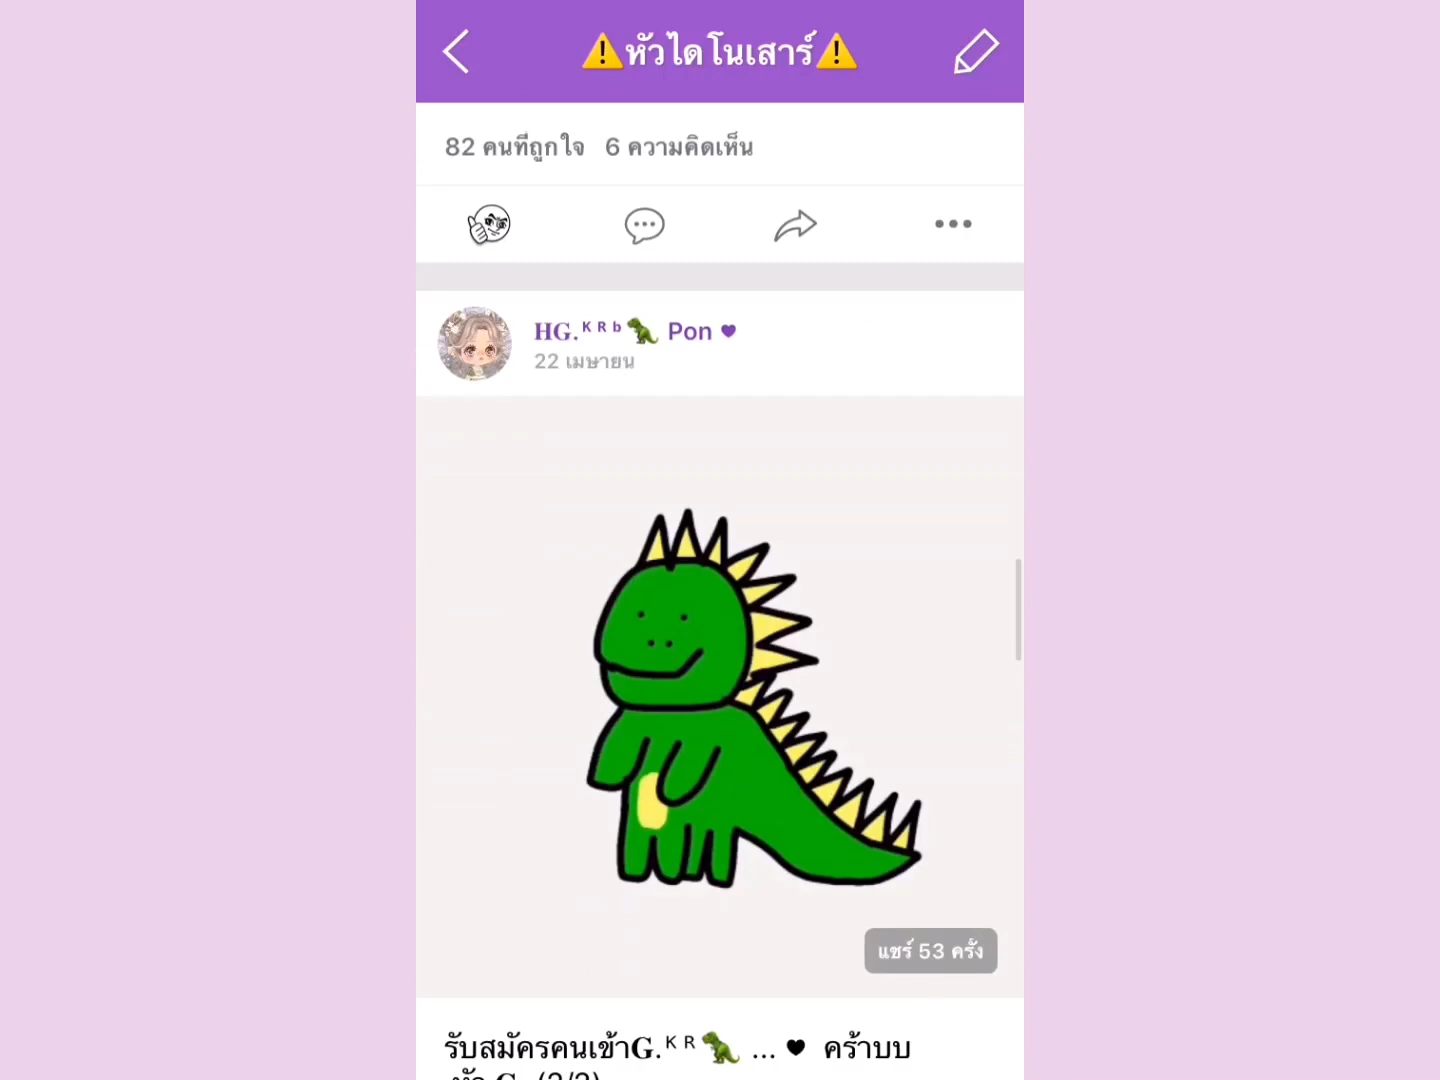 ⚠️หัวไดโนเสาร์⚠️
82 คนที่ถูกใจ 6 ความคิดเห็น
𝐇𝐆.ᴷ ᴿ ᵇ🦖 Pon ♥
22 เมษายน
แชร์ 53 ครั้ง
รับสมัครคนเข้า𝐆.ᴷ ᴿ🦖 ... ♥ คร้าบบ